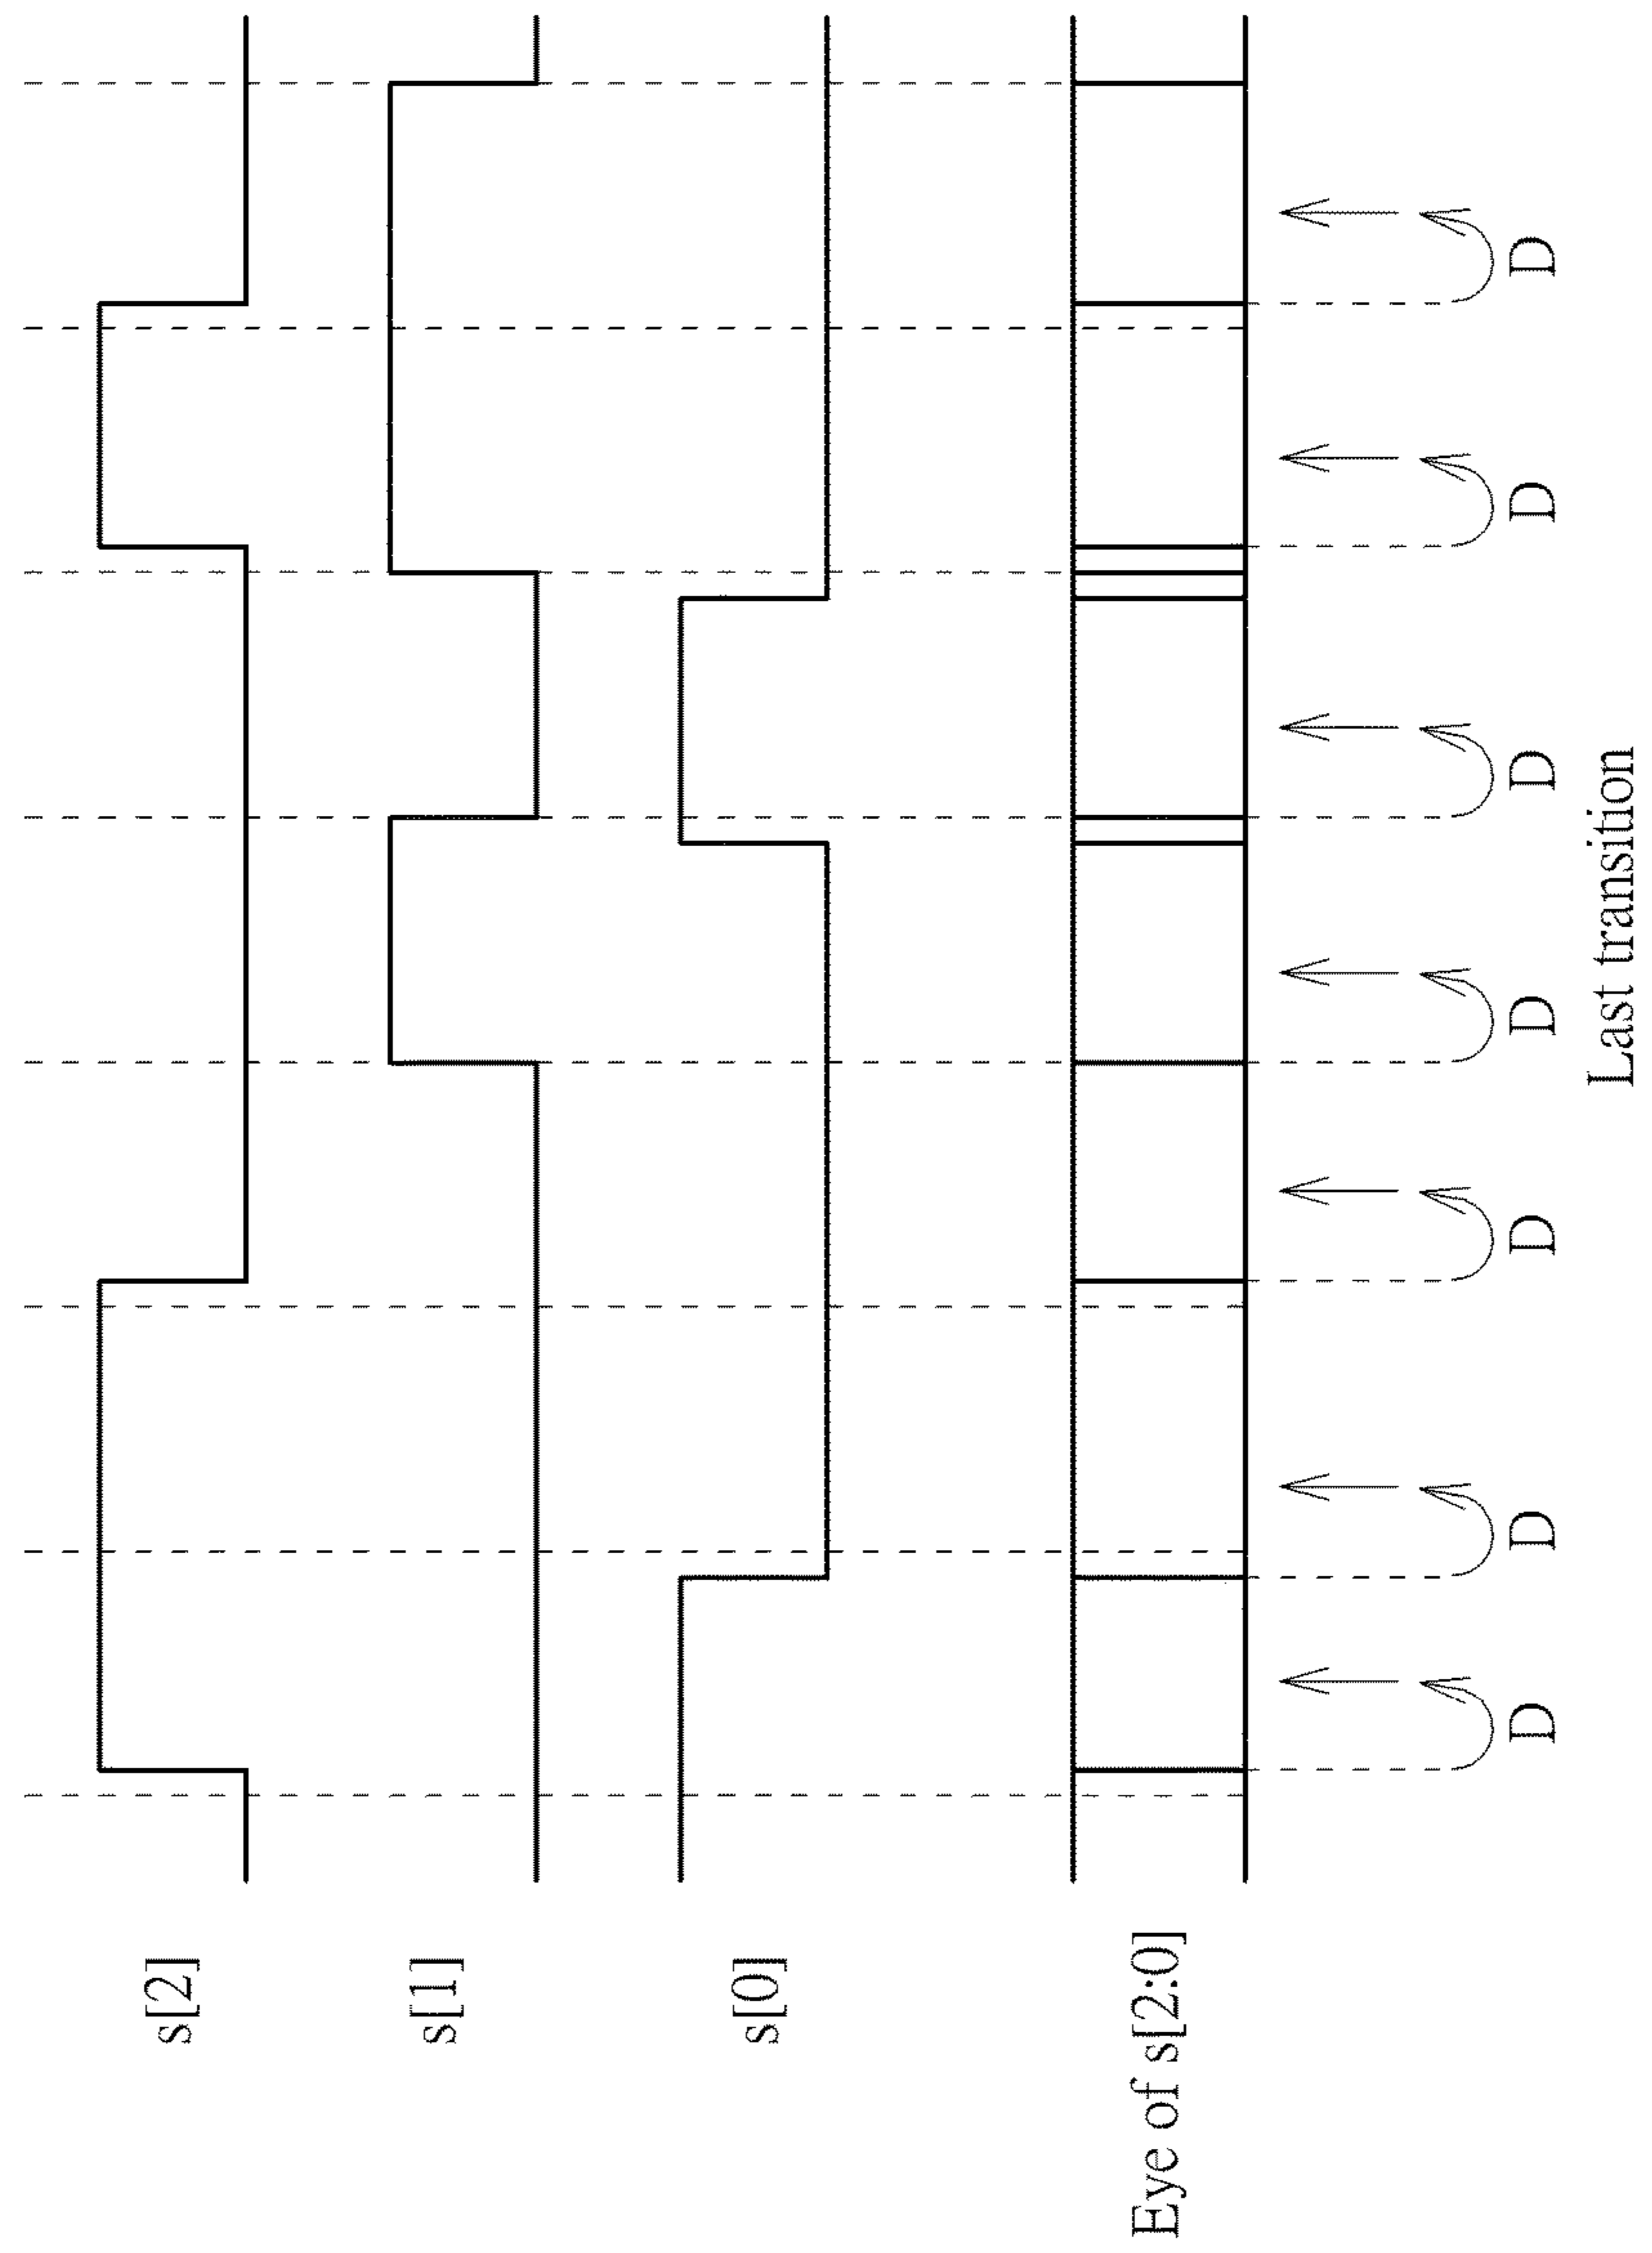 s[2]
s[1]
s[0]
Eye of s[2:0]
D D D D D D D
Last transition